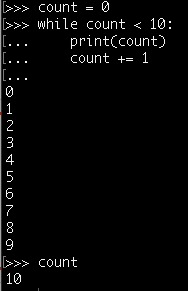 [>>> count = 0
[>>> while count < 10:
[...     print(count)
[...     count += 1
[...
0
1
2
3
4
5
6
7
8
9
[>>> count
10